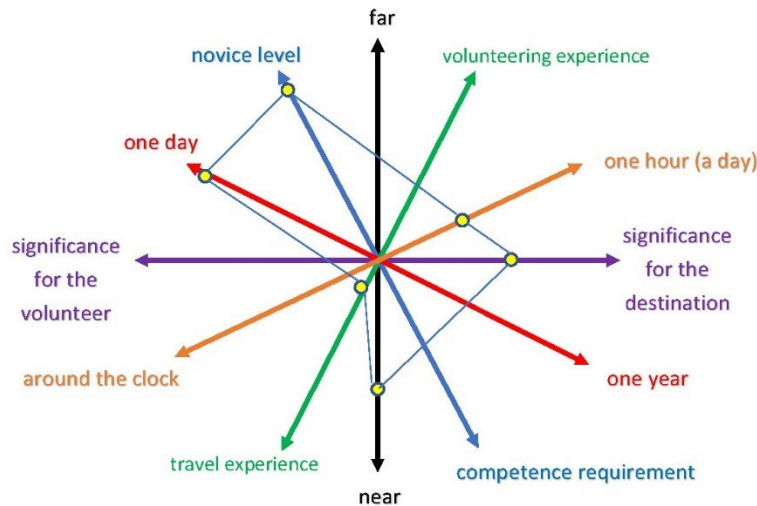 far
novice level
volunteering experience
one day
one hour (a day)
significance
for the
volunteer
significance
for the
destination
around the clock
one year
travel experience
competence requirement
near